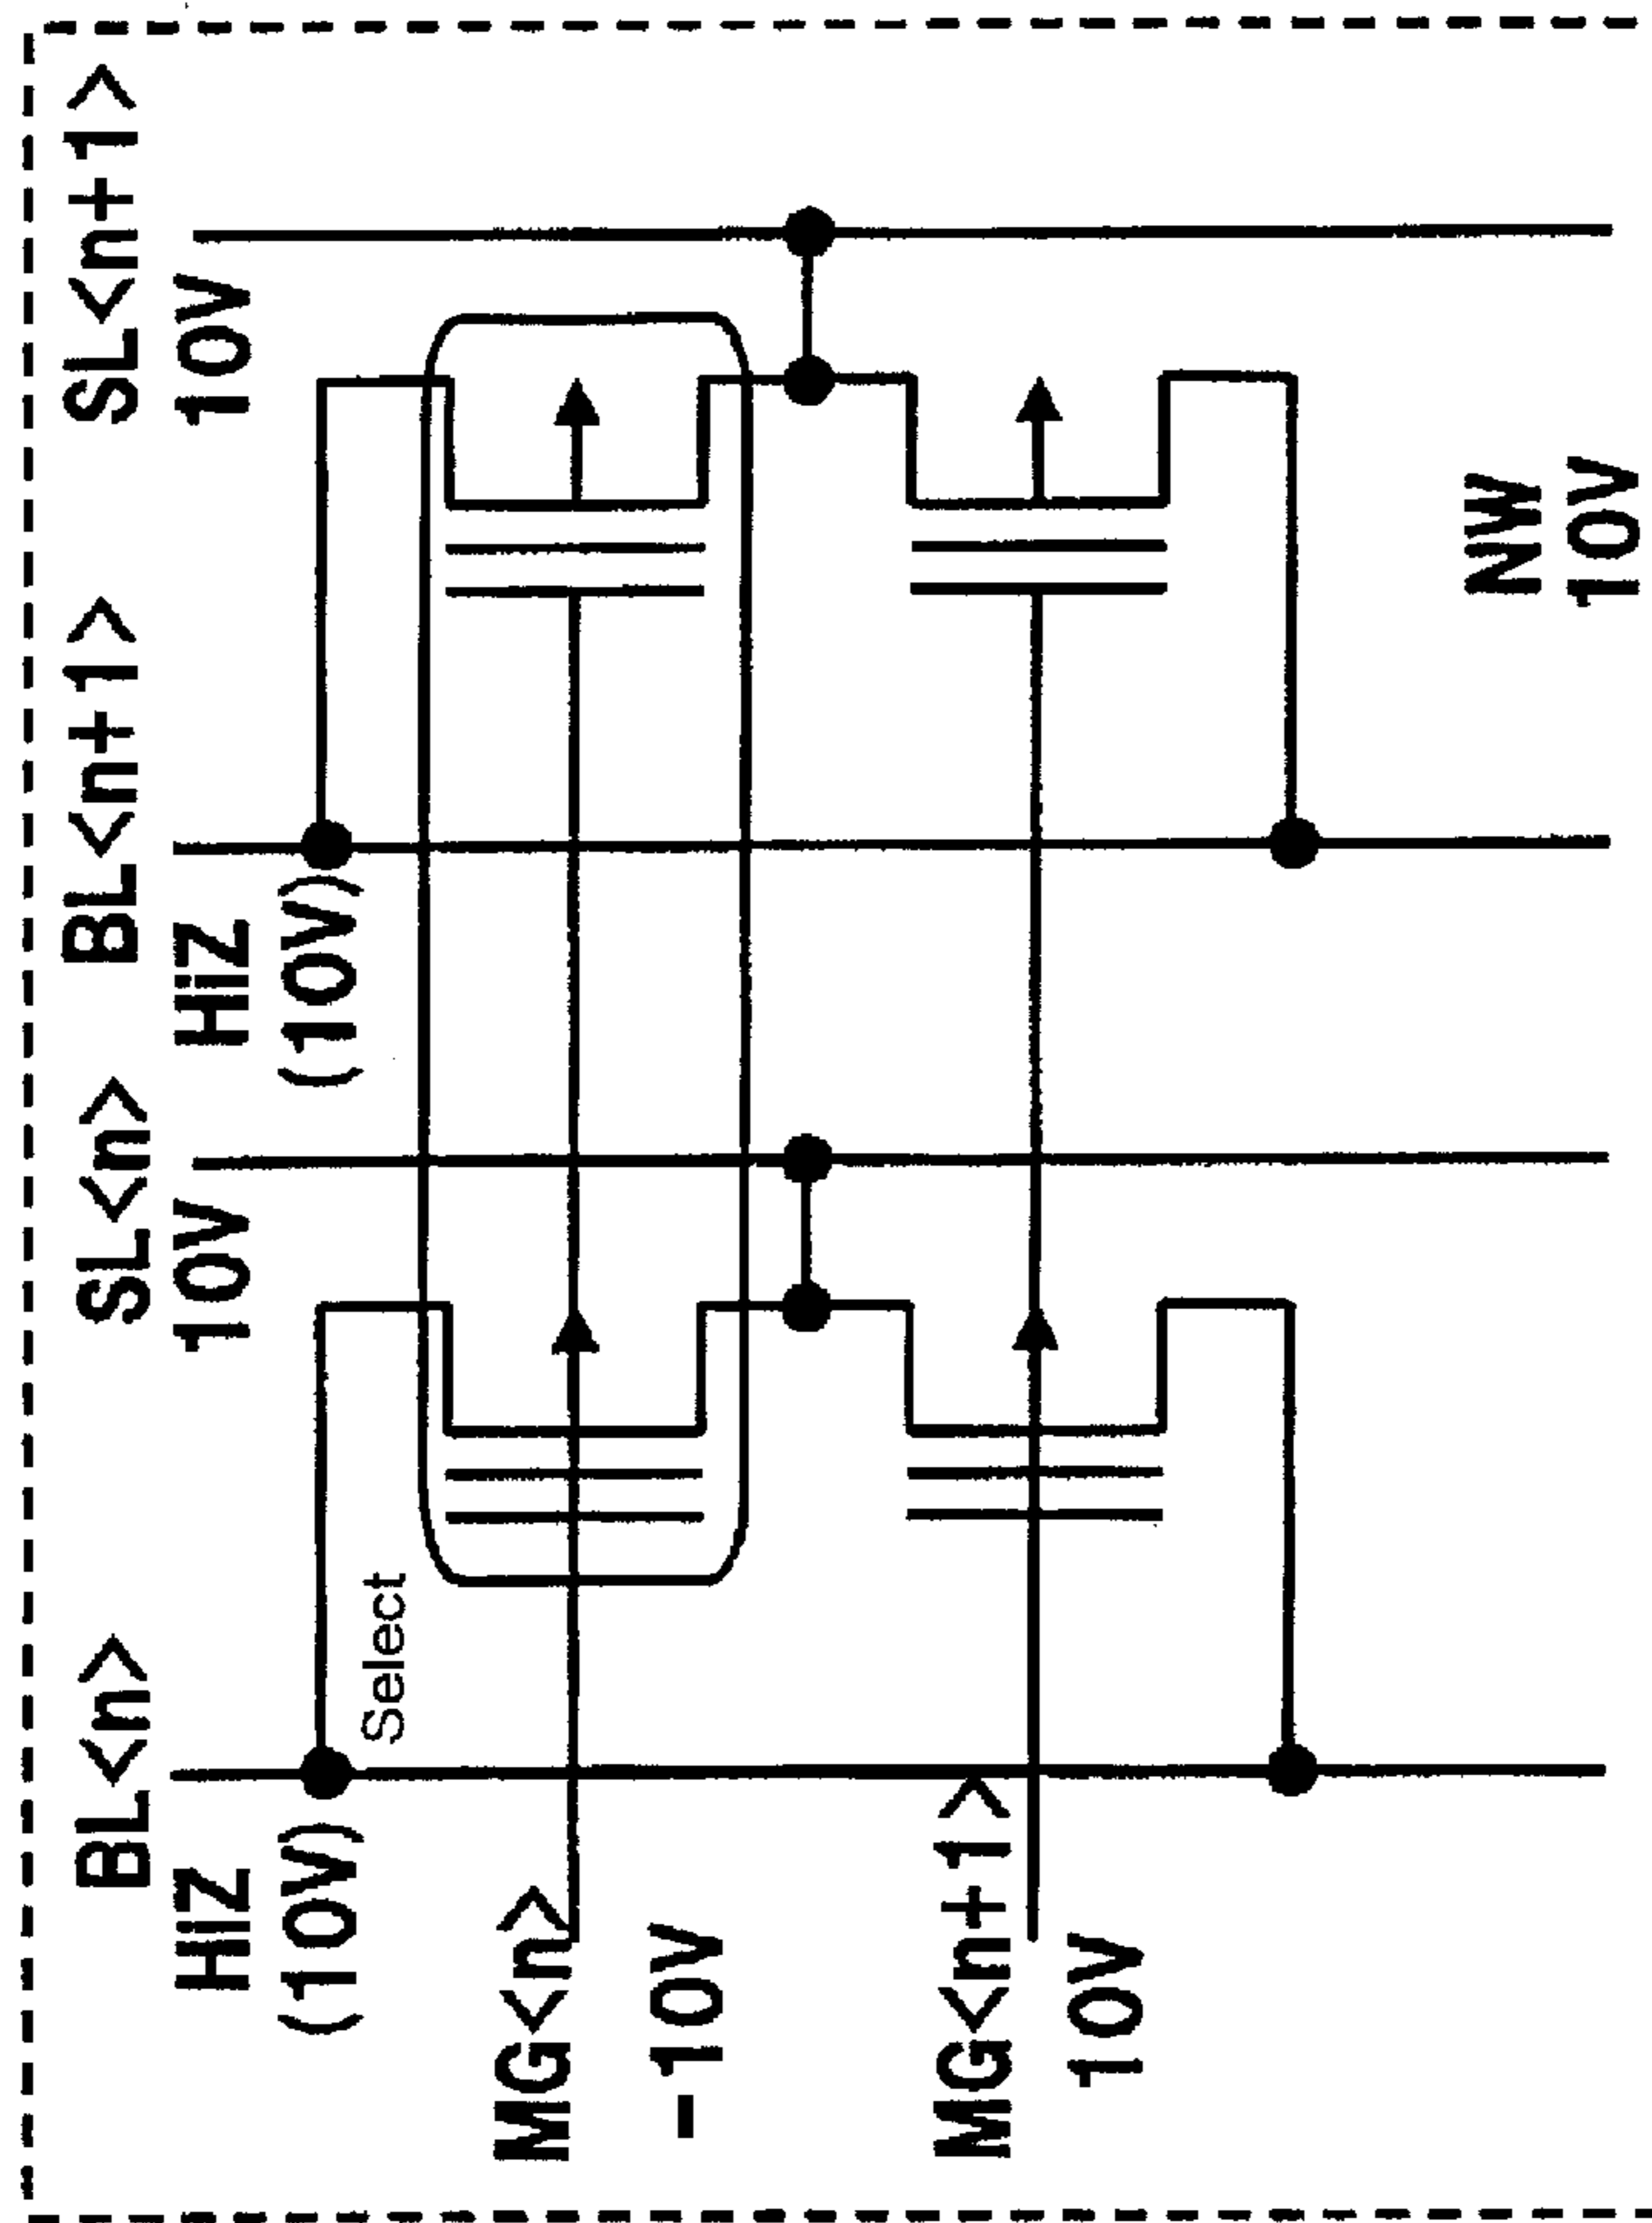 BL<n>
SL<n>
BL<n+1>
SL<n+1>
HiZ
(10V)
10V
HiZ
(10V)
10V
Select
MG<n>
-10V
MG<n+1>
10V
NW
10V